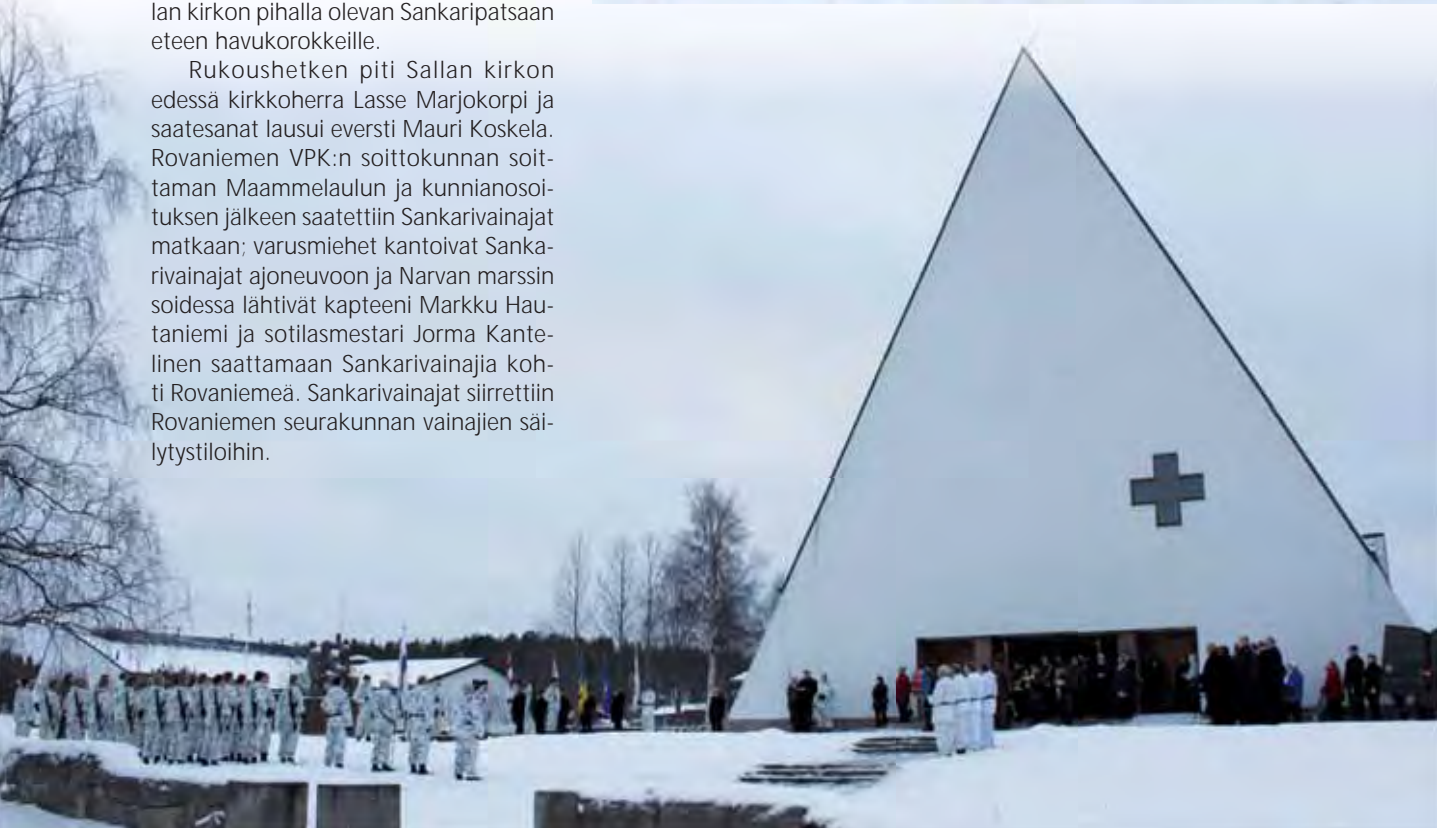 lan kirkon pihalla olevan Sankaripatsaan
eteen havukorokkeille.
Rukoushetken piti Sallan kirkon
edessä kirkkoherra Lasse Marjokorpi ja
saatesanat lausui eversti Mauri Koskela.
Rovaniemen VPK:n soittokunnan soit-
taman Maammelaulun ja kunnianosoi-
tuksen jälkeen saatettiin Sankarivainajat
matkaan; varusmiehet kantoivat Sanka-
rivainajat ajoneuvoon ja Narvan marssin
soidessa lähtivät kapteeni Markku Hau-
taniemi ja sotilasmestari Jorma Kante-
linen saattamaan Sankarivainajia koh-
ti Rovaniemeä. Sankarivainajat siirrettiin
Rovaniemen seurakunnan vainajien säi-
lytystiloihin.